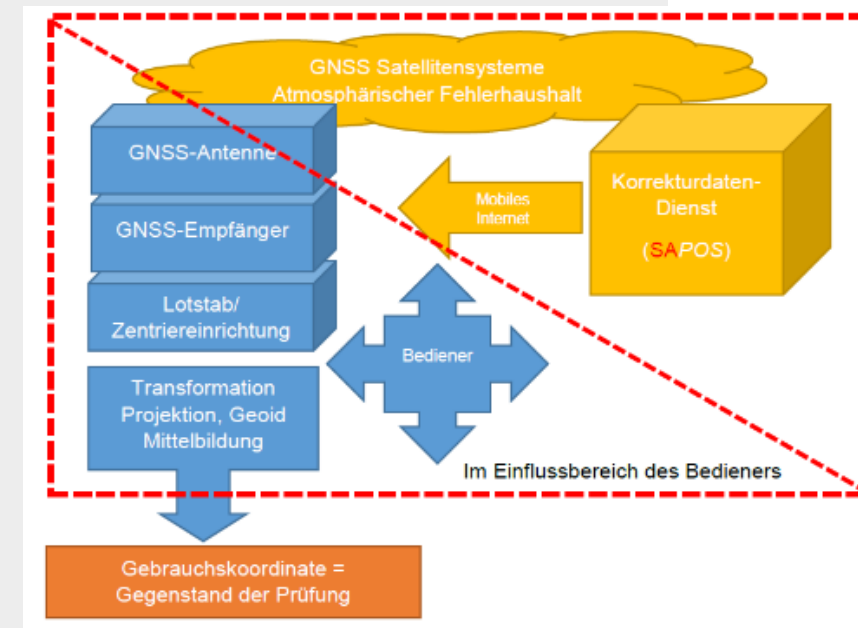 GNSS Satellitensysteme
Atmosphärischer Fehlerhaushalt
GNSS-Antenne
GNSS-Empfänger
Lotstab/
Zentriereinrichtung
Transformation
Projektion, Geoid
Mittelbildung
Mobiles
Internet
Korrekturdaten-
Dienst
(SAPOS)
Bediener
Im Einflussbereich des Bedieners
Gebrauchskoordinate =
Gegenstand der Prüfung